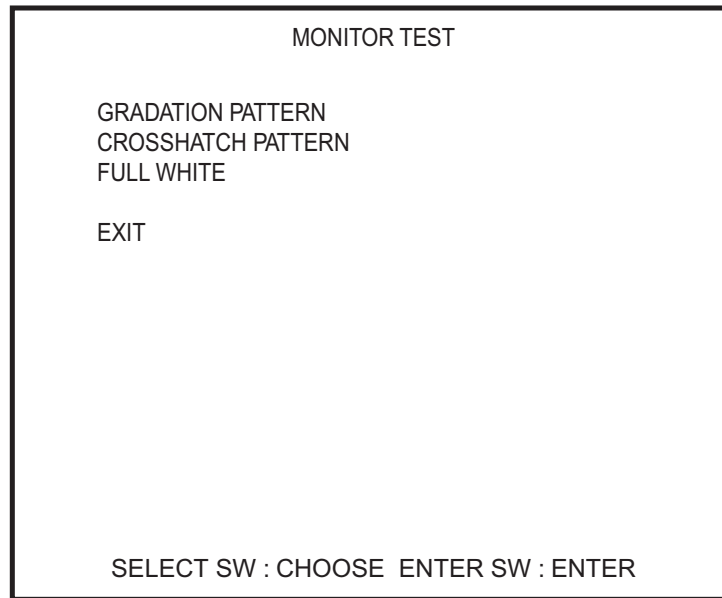 MONITOR TEST
GRADATION PATTERN
CROSSHATCH PATTERN
FULL WHITE
EXIT
SELECT SW : CHOOSE ENTER SW : ENTER